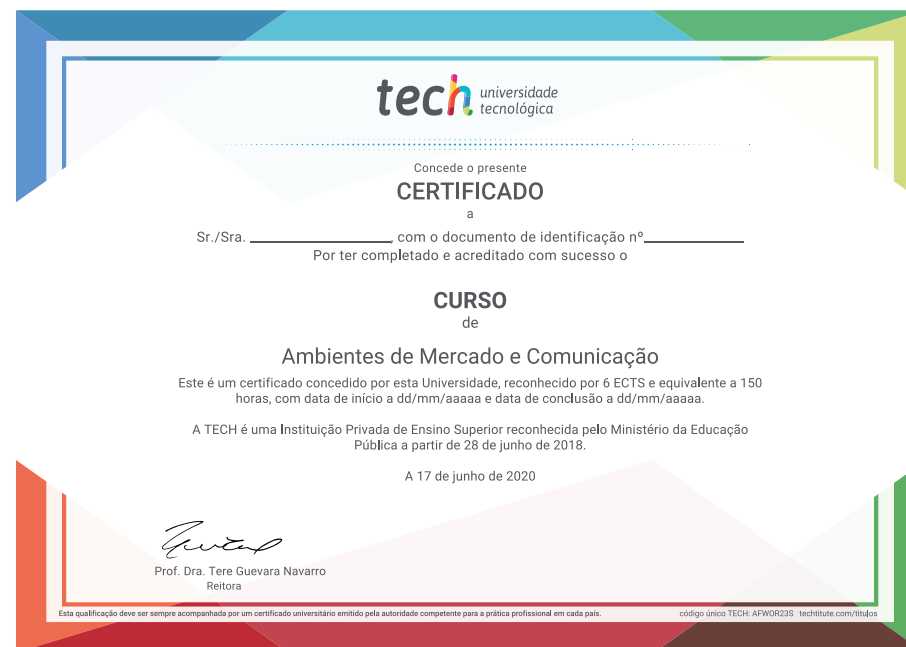 tech universidade
tecnológica
Concede o presente
CERTIFICADO
a
Sr./Sra. __________________, com o documento de identificação nº_____________
Por ter completado e acreditado com sucesso o
CURSO
de
Ambientes de Mercado e Comunicação
Este é um certificado concedido por esta Universidade, reconhecido por 6 ECTS e equivalente a 150
horas, com data de início a dd/mm/aaaaa e data de conclusão a dd/mm/aaaaa.
A TECH é uma Instituição Privada de Ensino Superior reconhecida pelo Ministério da Educação
Pública a partir de 28 de junho de 2018.
A 17 de junho de 2020
Prof. Dra. Tere Guevara Navarro
Reitora
Esta qualificação deve ser sempre acompanhada por um certificado universitário emitido pela autoridade competente para a prática profissional em cada país.
código único TECH: AFWOR23S techtitute.com/titulos